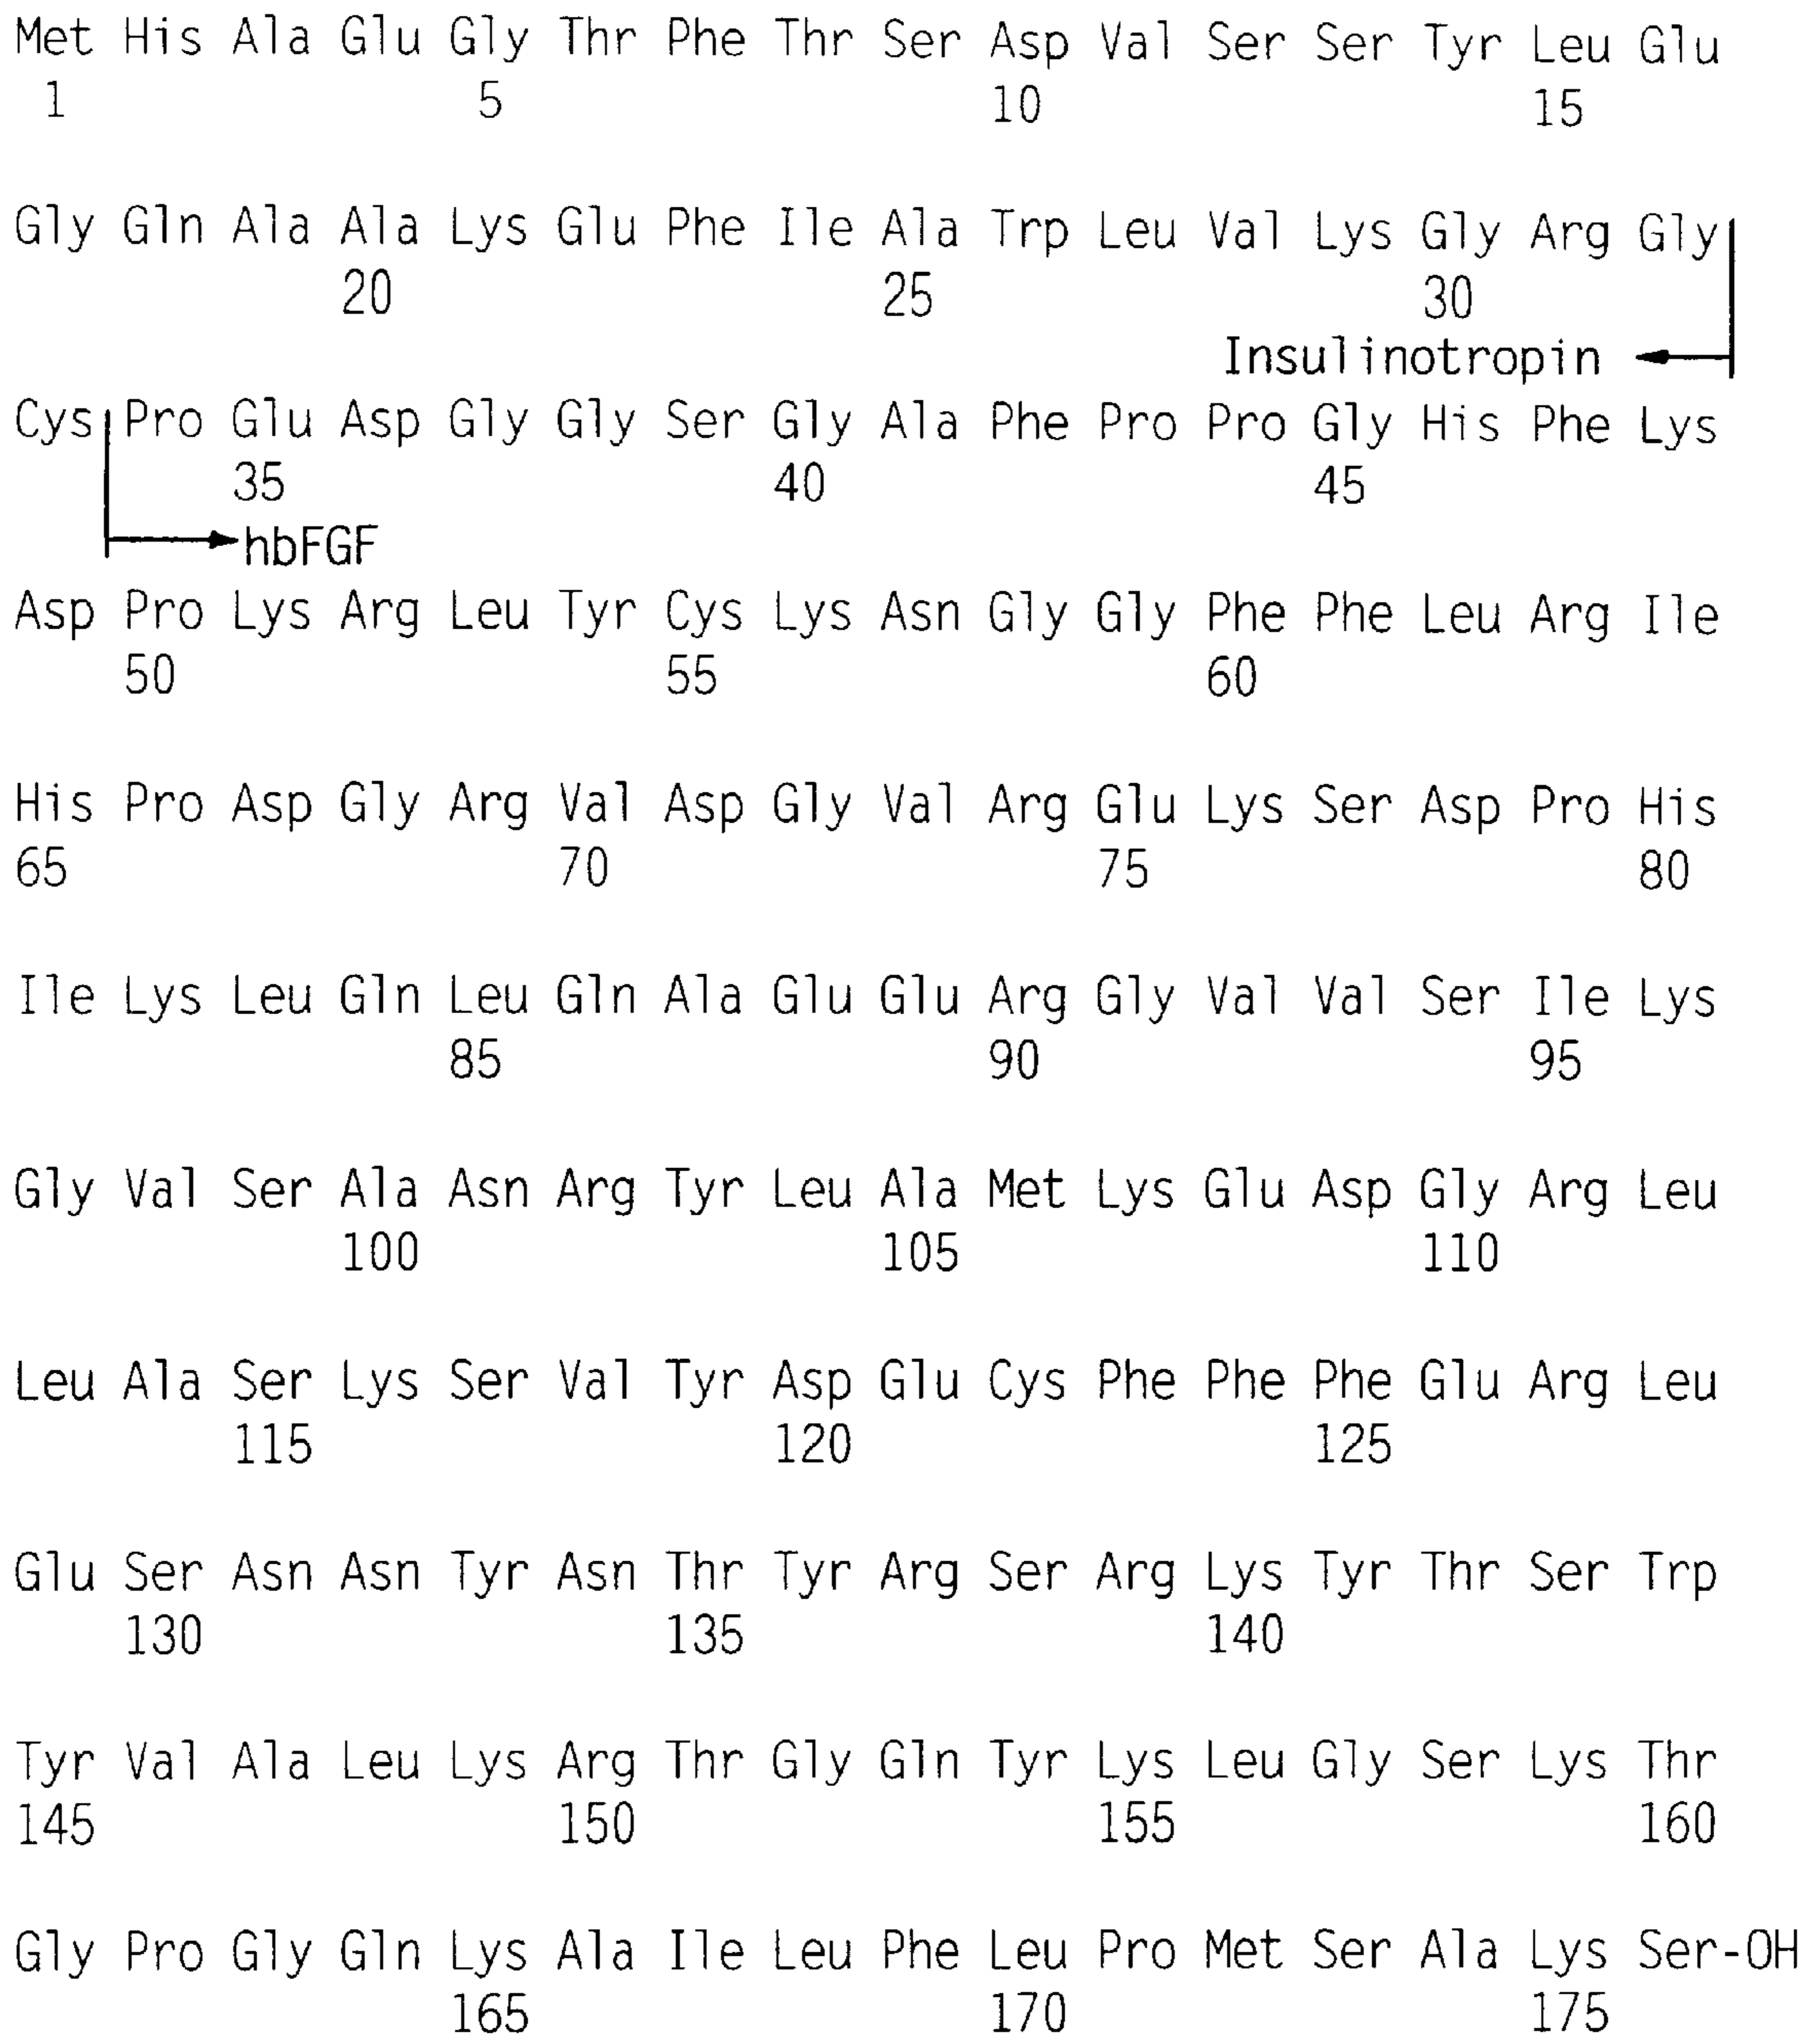 Met His Ala Glu Gly Thr Phe Thr Ser Asp Val Ser Ser Tyr Leu Glu
1 5 10 15
Gly Gln Ala Ala Lys Glu Phe Ile Ala Trp Leu Val Lys Gly Arg Gly
20 25 30
Insulinotropin
Cys Pro Glu Asp Gly Gly Ser Gly Ala Phe Pro Pro Gly His Phe Lys
35 40 45
hbFGF
Asp Pro Lys Arg Leu Tyr Cys Lys Asn Gly Gly Phe Phe Leu Arg Ile
50 55 60
His Pro Asp Gly Arg Val Asp Gly Val Arg Glu Lys Ser Asp Pro His
65 70 75 80
Ile Lys Leu Gln Leu Gln Ala Glu Glu Arg Gly Val Val Ser Ile Lys
85 90 95
Gly Val Ser Ala Asn Arg Tyr Leu Ala Met Lys Glu Asp Gly Arg Leu
100 105 110
Leu Ala Ser Lys Ser Val Tyr Asp Glu Cys Phe Phe Phe Glu Arg Leu
115 120 125
Glu Ser Asn Asn Tyr Asn Thr Tyr Arg Ser Arg Lys Tyr Thr Ser Trp
130 135 140
Tyr Val Ala Leu Lys Arg Thr Gly Gln Tyr Lys Leu Gly Ser Lys Thr
145 150 155 160
Gly Pro Gly Gln Lys Ala Ile Leu Phe Leu Pro Met Ser Ala Lys Ser-OH
165 170 175